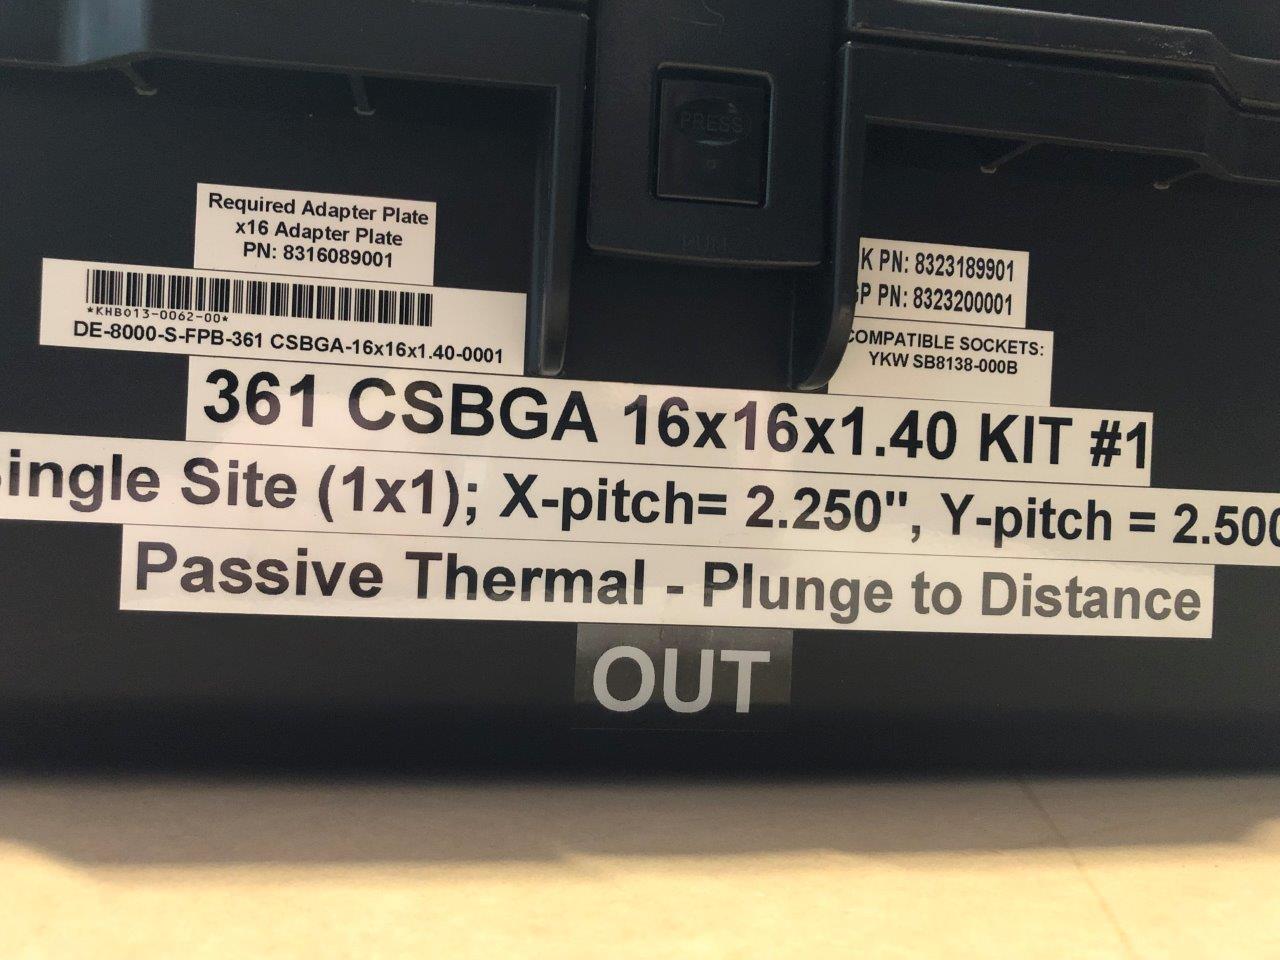 PRESS
Required Adapter Plate
x16 Adapter Plate
PN: 8316089001
*KHB013-0062-00*
DE-8000-S-FPB-361 CSBGA-16x16x1.40-0001
K PN: 8323189901
GP PN: 8323200001
COMPATIBLE SOCKETS:
YKW SB8138-000B
361 CSBGA 16x16x1.40 KIT #1
Single Site (1x1); X-pitch= 2.250", Y-pitch = 2.500
Passive Thermal - Plunge to Distance
OUT